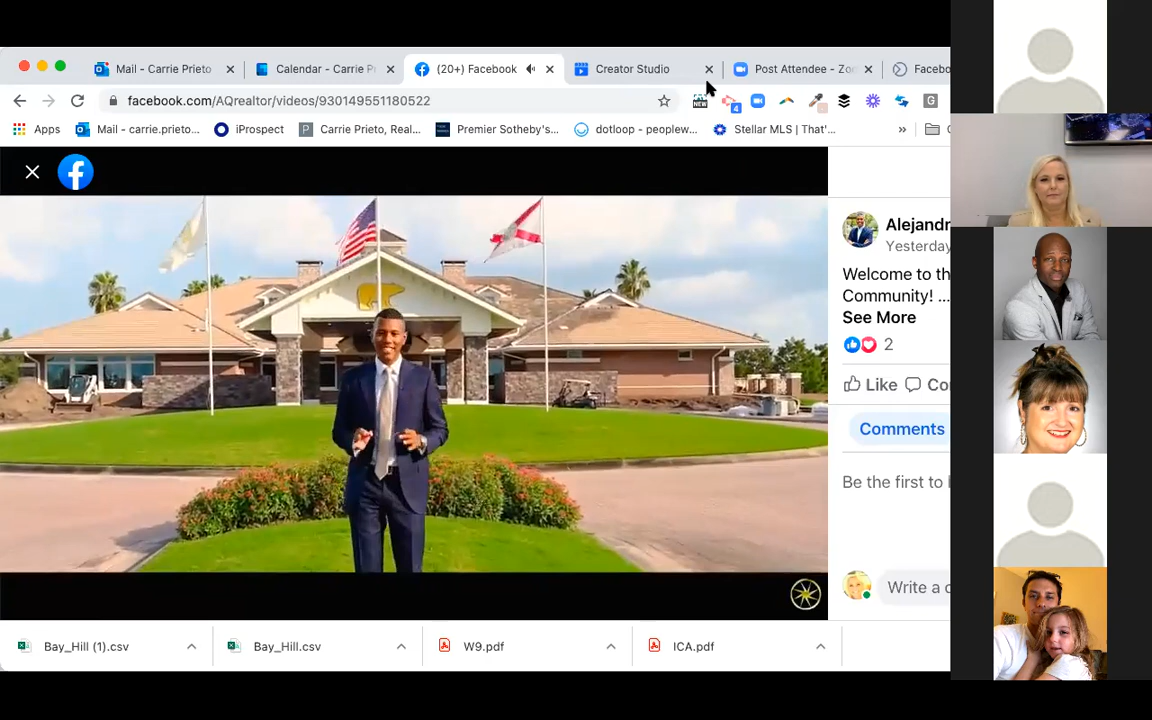 Mail - Carrie Prieto
Calendar - Carrie P
(20+) Facebook
Creator Studio
Post Attendee - Zoo
Facebo
facebook.com/AQrealtor/videos/930149551180522
NEW
4
G
Apps
Mail - carrie.prieto...
iProspect
Carrie Prieto, Real...
Premier Sotheby's...
dotloop - peoplew...
Stellar MLS | That'...
»
Alejandr
Yesterday
Welcome to th
Community! ...
See More
2
Like
Co
Comments
Be the first to
Write a c
Bay_Hill (1).csv
Bay_Hill.csv
W9.pdf
ICA.pdf